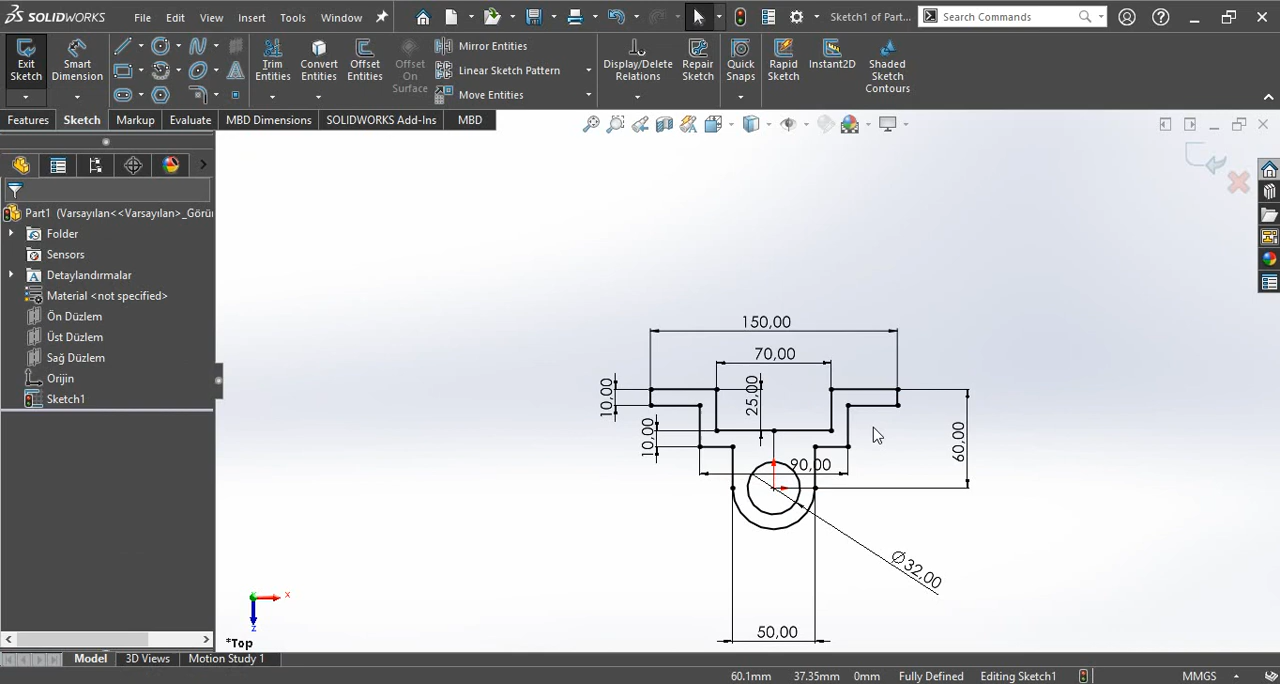 SOLIDWORKS File Edit View Insert Tools Window Sketch1 of Part... Search Commands
Exit Sketch
Smart Dimension
Trim Entities
Convert Entities
Offset Entities
Offset On Surface
Mirror Entities
Linear Sketch Pattern
Move Entities
Display/Delete Relations
Repair Sketch
Quick Snaps
Rapid Sketch
Instant2D
Shaded Sketch Contours
Features Sketch Markup Evaluate MBD Dimensions SOLIDWORKS Add-Ins MBD
Part1 (Varsayılan<<Varsayılan>_Görü
Folder
Sensors
Detaylandırmalar
Material <not specified>
Ön Düzlem
Üst Düzlem
Sağ Düzlem
Orijin
Sketch1
150,00
70,00
10,00
25,00
10,00
60,00
90,00
Ø32,00
50,00
x
z
*Top
Model 3D Views Motion Study 1
60.1mm 37.35mm 0mm Fully Defined Editing Sketch1 MMGS